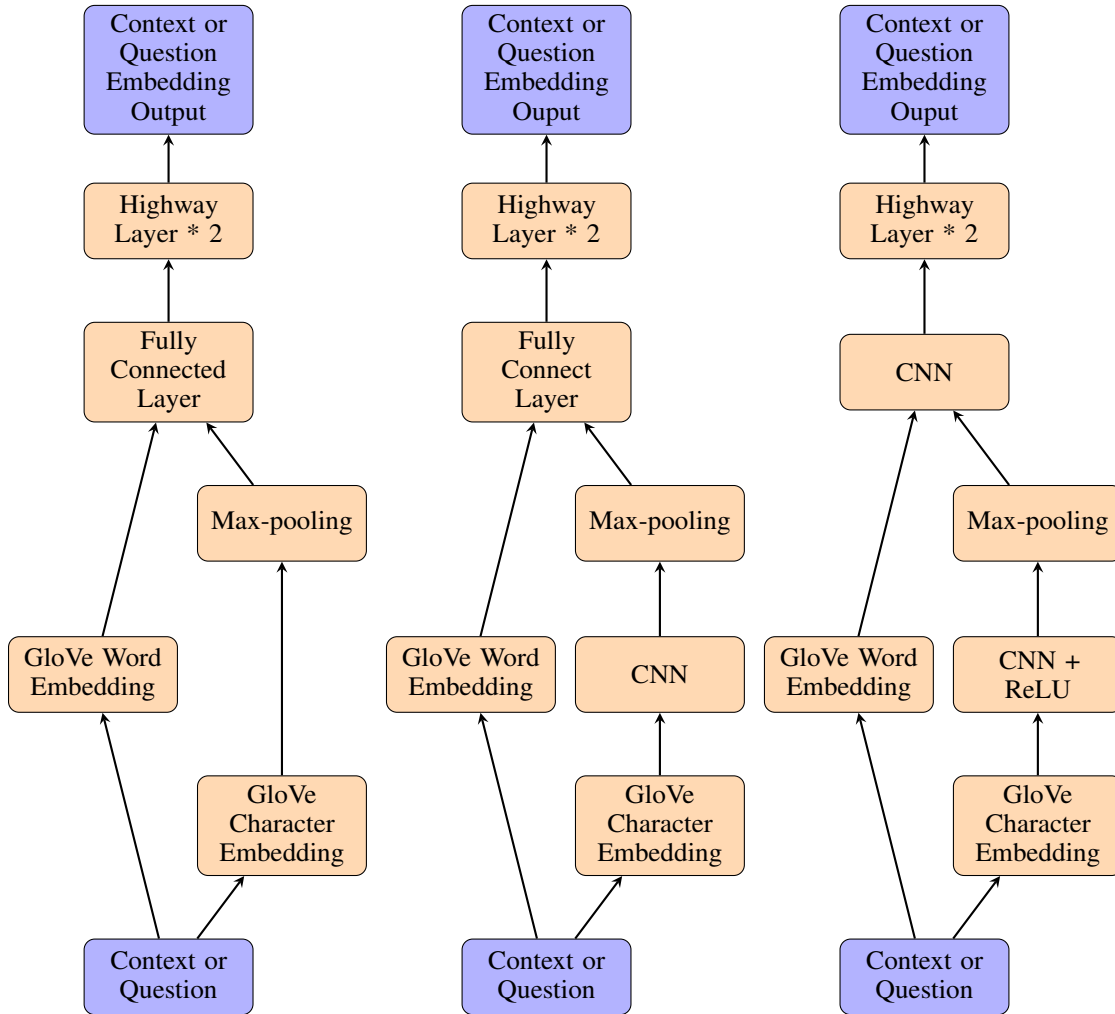 Context or
Question
Embedding
Output
Highway
Layer * 2
Fully
Connected
Layer
Max-pooling
GloVe Word
Embedding
GloVe
Character
Embedding
Context or
Question
Context or
Question
Embedding
Ouput
Highway
Layer * 2
Fully
Connect
Layer
Max-pooling
GloVe Word
Embedding
CNN
GloVe
Character
Embedding
Context or
Question
Context or
Question
Embedding
Ouput
Highway
Layer * 2
CNN
Max-pooling
GloVe Word
Embedding
CNN +
ReLU
GloVe
Character
Embedding
Context or
Question